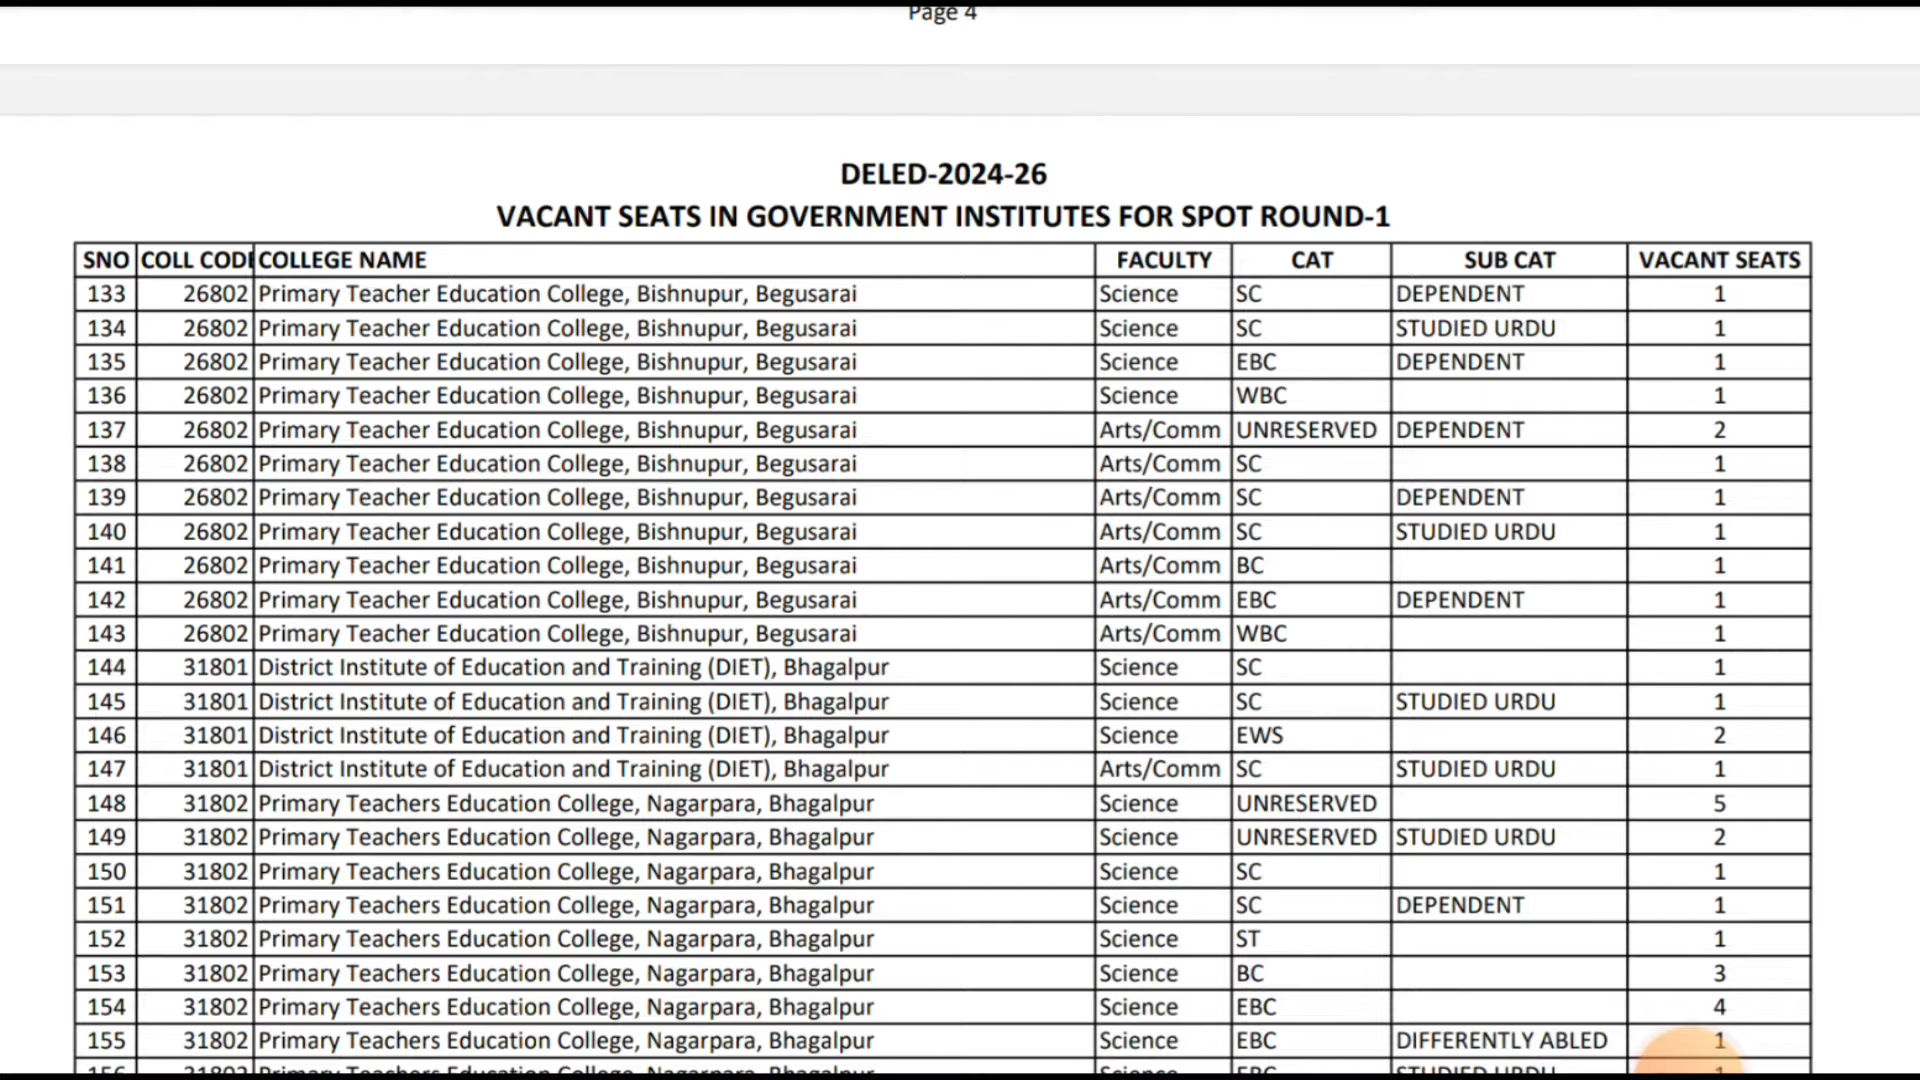 Page 4
DELED-2024-26
VACANT SEATS IN GOVERNMENT INSTITUTES FOR SPOT ROUND-1
SNO COLL CODE COLLEGE NAME FACULTY CAT SUB CAT VACANT SEATS
133 26802 Primary Teacher Education College, Bishnupur, Begusarai Science SC DEPENDENT 1
134 26802 Primary Teacher Education College, Bishnupur, Begusarai Science SC STUDIED URDU 1
135 26802 Primary Teacher Education College, Bishnupur, Begusarai Science EBC DEPENDENT 1
136 26802 Primary Teacher Education College, Bishnupur, Begusarai Science WBC 1
137 26802 Primary Teacher Education College, Bishnupur, Begusarai Arts/Comm UNRESERVED DEPENDENT 2
138 26802 Primary Teacher Education College, Bishnupur, Begusarai Arts/Comm SC 1
139 26802 Primary Teacher Education College, Bishnupur, Begusarai Arts/Comm SC DEPENDENT 1
140 26802 Primary Teacher Education College, Bishnupur, Begusarai Arts/Comm SC STUDIED URDU 1
141 26802 Primary Teacher Education College, Bishnupur, Begusarai Arts/Comm BC 1
142 26802 Primary Teacher Education College, Bishnupur, Begusarai Arts/Comm EBC DEPENDENT 1
143 26802 Primary Teacher Education College, Bishnupur, Begusarai Arts/Comm WBC 1
144 31801 District Institute of Education and Training (DIET), Bhagalpur Science SC 1
145 31801 District Institute of Education and Training (DIET), Bhagalpur Science SC STUDIED URDU 1
146 31801 District Institute of Education and Training (DIET), Bhagalpur Science EWS 2
147 31801 District Institute of Education and Training (DIET), Bhagalpur Arts/Comm SC STUDIED URDU 1
148 31802 Primary Teachers Education College, Nagarpara, Bhagalpur Science UNRESERVED 5
149 31802 Primary Teachers Education College, Nagarpara, Bhagalpur Science UNRESERVED STUDIED URDU 2
150 31802 Primary Teachers Education College, Nagarpara, Bhagalpur Science SC 1
151 31802 Primary Teachers Education College, Nagarpara, Bhagalpur Science SC DEPENDENT 1
152 31802 Primary Teachers Education College, Nagarpara, Bhagalpur Science ST 1
153 31802 Primary Teachers Education College, Nagarpara, Bhagalpur Science BC 3
154 31802 Primary Teachers Education College, Nagarpara, Bhagalpur Science EBC 4
155 31802 Primary Teachers Education College, Nagarpara, Bhagalpur Science EBC DIFFERENTLY ABLED 1
156 31802 Primary Teachers Education College, Nagarpara, Bhagalpur Science EBC STUDIED URDU 1